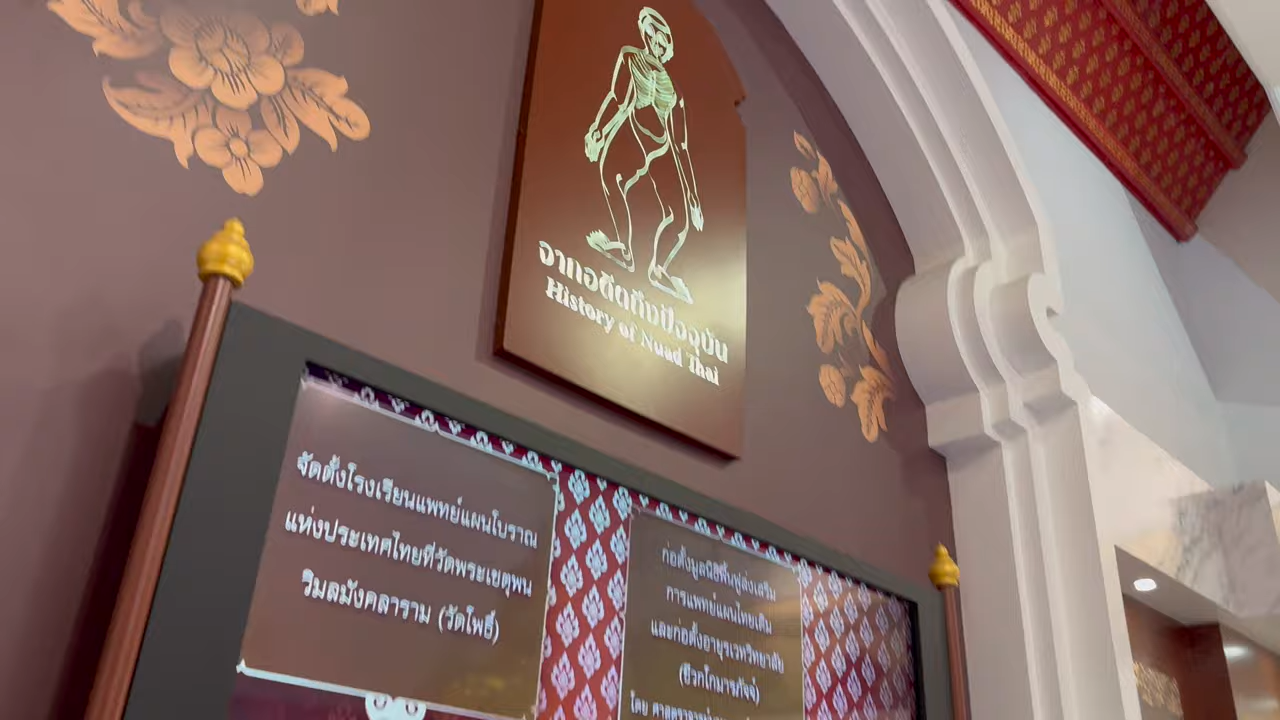 จากอดีตถึงปัจจุบัน
History of Nuad Thai
จัดตั้งโรงเรียนแพทย์แผนโบราณ
แห่งประเทศไทยที่วัดพระเชตุพน
วิมลมังคลาราม (วัดโพธิ์)
ก่อตั้งมูลนิธิฟื้นฟูส่งเสริม
การแพทย์แผนไทยเดิม
และก่อตั้งอายุรเวทวิทยาลัย
(ชีวกโกมารภัจจ์)
โดย